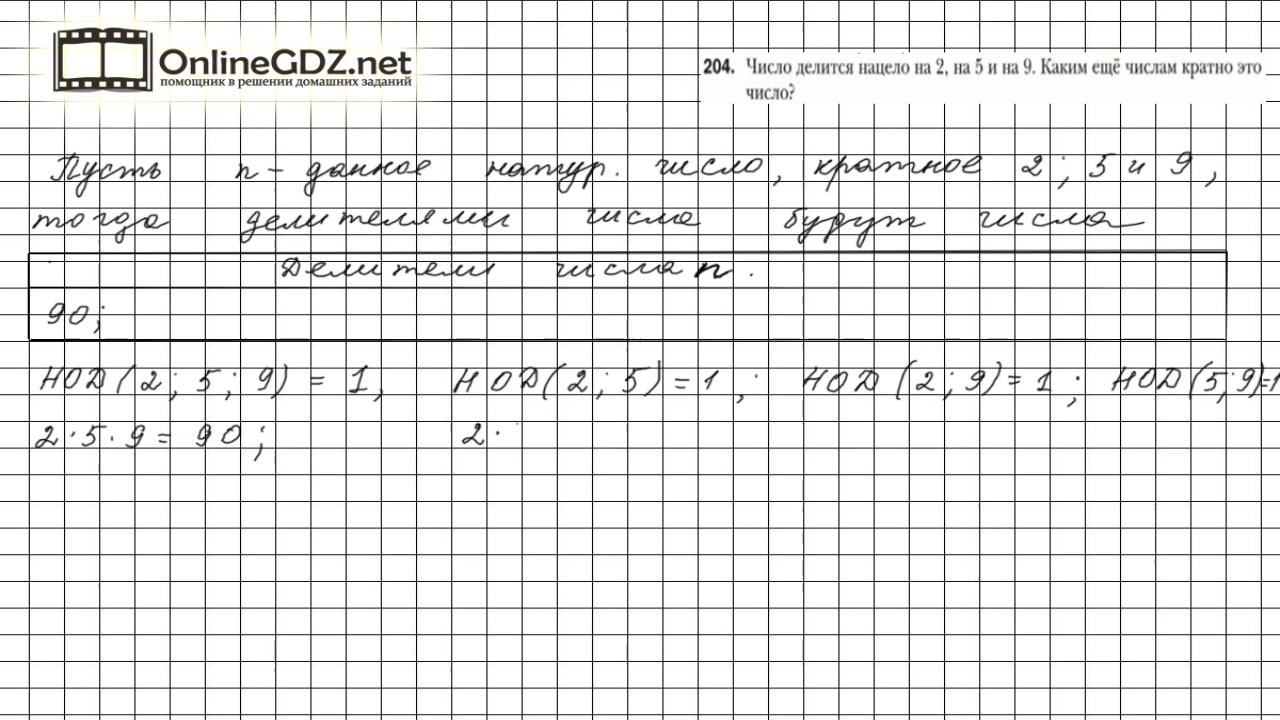 OnlineGDZ.net
помощник в решении домашних заданий
204. Число делится нацело на 2, на 5 и на 9. Каким ещё числам кратно это
число?
Пусть n - данное натур. число, кратное 2; 5 и 9,
тогда делителями числа будут числа
Делители числа n.
90;
НОД(2; 5; 9) = 1, НОД(2; 5) = 1; НОД(2; 9) = 1; НОД(5; 9)=1
2·5·9 = 90; 2·